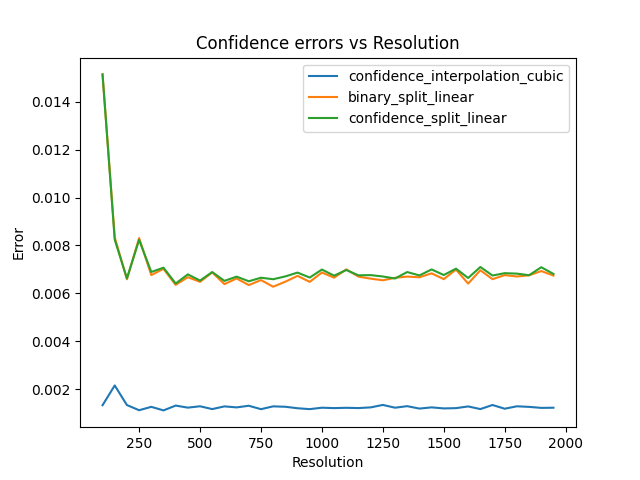 Confidence errors vs Resolution
confidence_interpolation_cubic
binary_split_linear
confidence_split_linear
0.014
0.012
0.010
0.008
0.006
0.004
0.002
Error
250 500 750 1000 1250 1500 1750 2000
Resolution